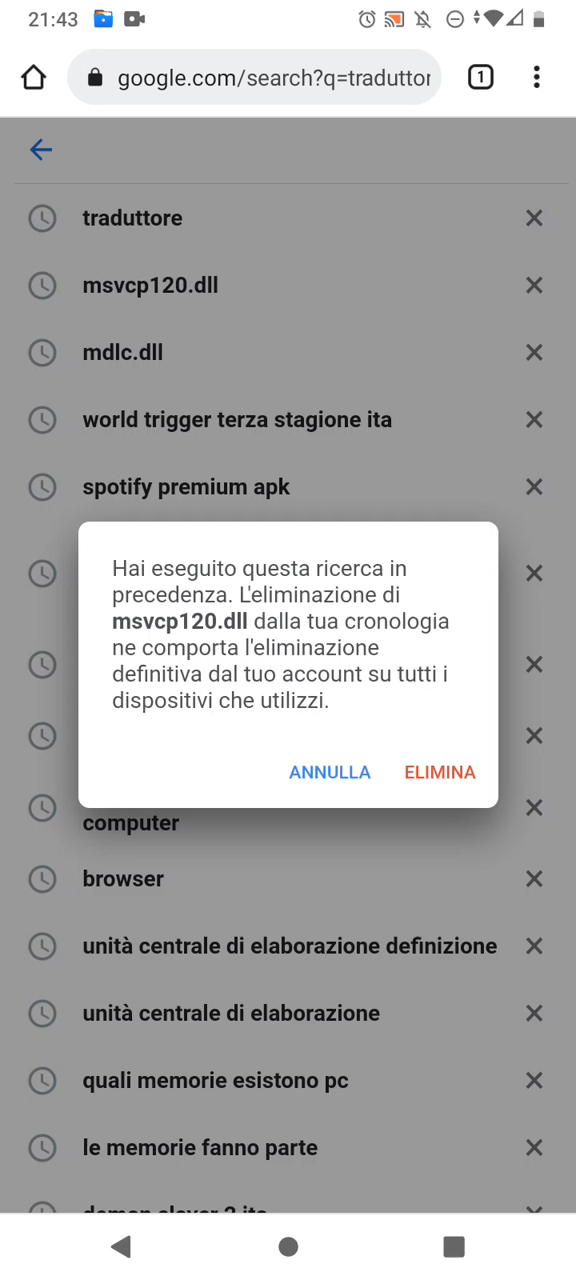 21:43
google.com/search?q=traduttor
1
traduttore
msvcp120.dll
mdlc.dll
world trigger terza stagione ita
spotify premium apk
Hai eseguito questa ricerca in
precedenza. L'eliminazione di
msvcp120.dll dalla tua cronologia
ne comporta l'eliminazione
definitiva dal tuo account su tutti i
dispositivi che utilizzi.
ANNULLA ELIMINA
computer
browser
unità centrale di elaborazione definizione
unità centrale di elaborazione
quali memorie esistono pc
le memorie fanno parte